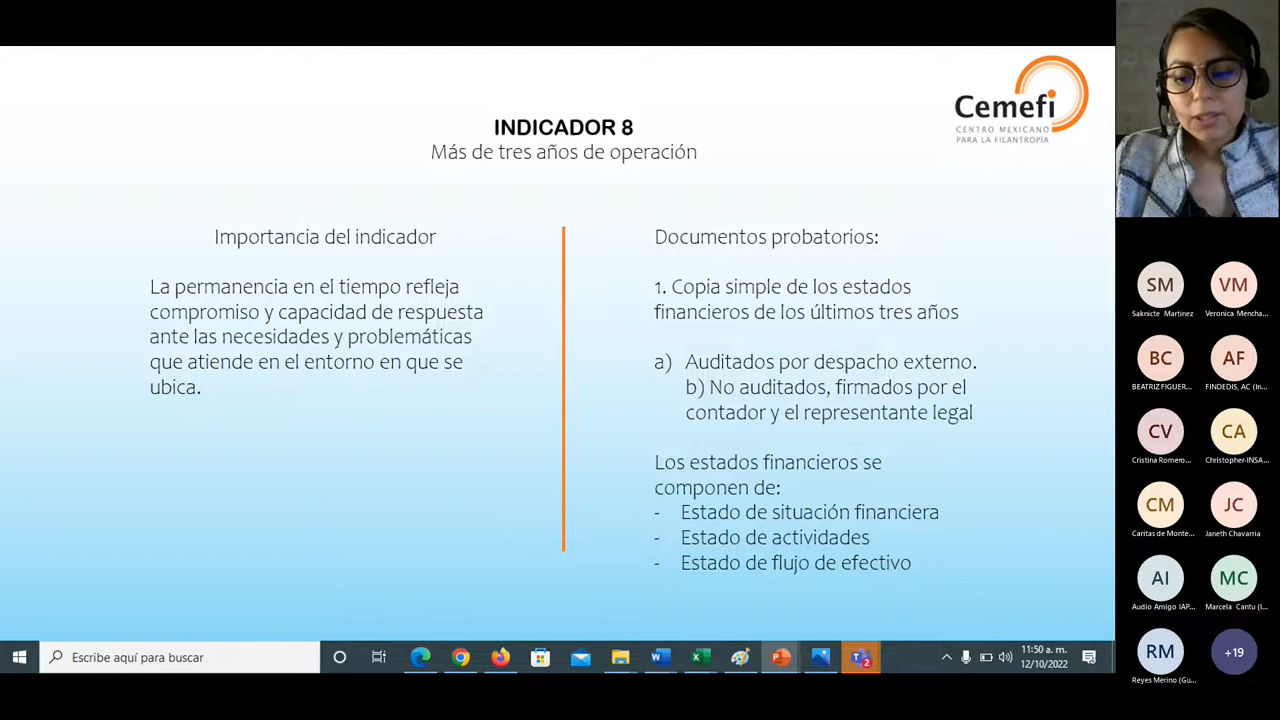 Cemefi
CENTRO MEXICANO
PARA LA FILANTROPÍA
INDICADOR 8
Más de tres años de operación
Importancia del indicador
La permanencia en el tiempo refleja
compromiso y capacidad de respuesta
ante las necesidades y problemáticas
que atiende en el entorno en que se
ubica.
Documentos probatorios:
1. Copia simple de los estados
financieros de los últimos tres años
a) Auditados por despacho externo.
b) No auditados, firmados por el
contador y el representante legal
Los estados financieros se
componen de:
- Estado de situación financiera
- Estado de actividades
- Estado de flujo de efectivo
SM
Saknicte Martinez
VM
Veronica Mencha...
BC
BEATRIZ FIGUER...
AF
FINDEDIS, AC (In...
CV
Cristina Romero...
CA
Christopher-INSA...
CM
Caritas de Monte...
JC
Janeth Chavarria
AI
Audio Amigo IAP...
MC
Marcela Cantu (I...
RM
Reyes Merino (Gu...
+19
Escribe aquí para buscar
2
11:50 a. m.
12/10/2022